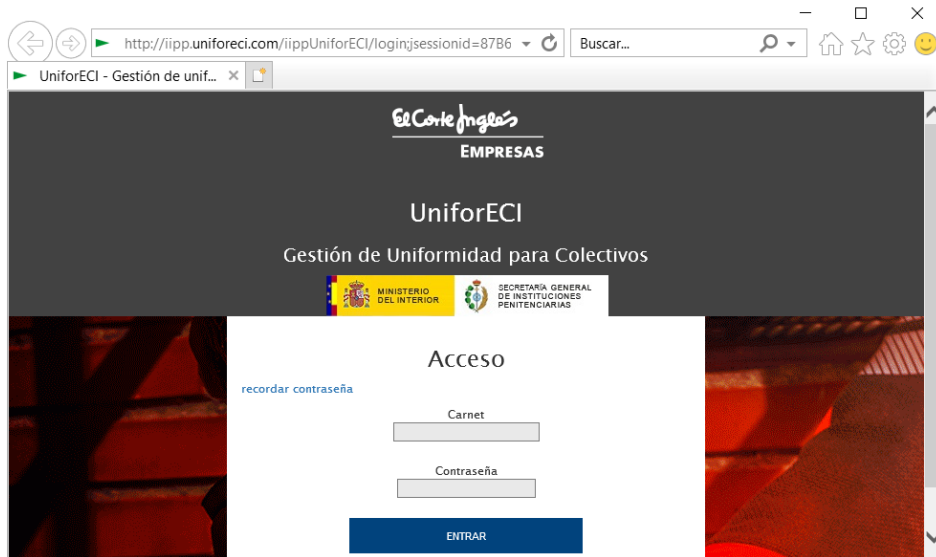 http://iipp.uniforeci.com/iippUniforECI/login;jsessionid=87B6
Buscar...
UniforECI - Gestión de unif...
El Corte Inglés
EMPRESAS
UniforECI
Gestión de Uniformidad para Colectivos
MINISTERIO
DEL INTERIOR
SECRETARÍA GENERAL
DE INSTITUCIONES
PENITENCIARIAS
Acceso
recordar contraseña
Carnet
Contraseña
ENTRAR